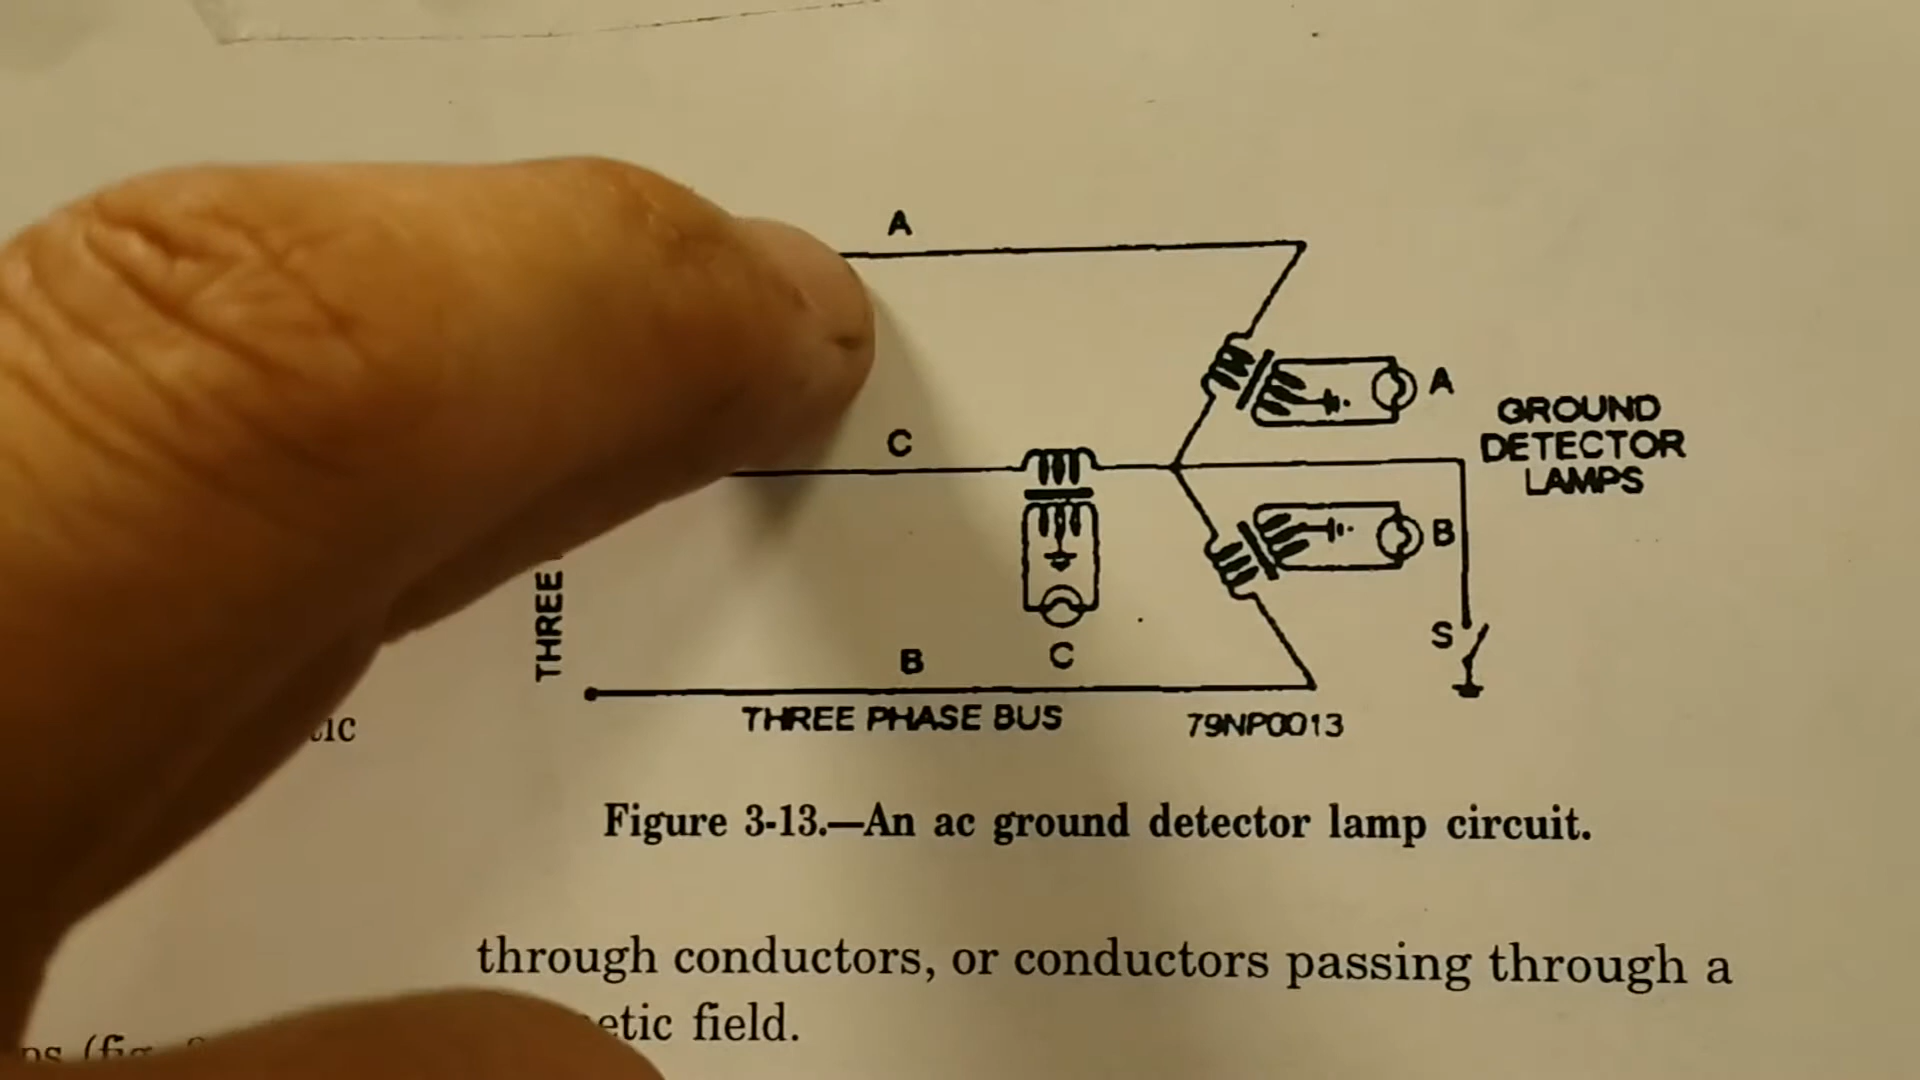 A
A
GROUND
DETECTOR
LAMPS
C
B
S
THREE
B
C
THREE PHASE BUS
79NP0013
tic
Figure 3-13.—An ac ground detector lamp circuit.
through conductors, or conductors passing through a
etic field.